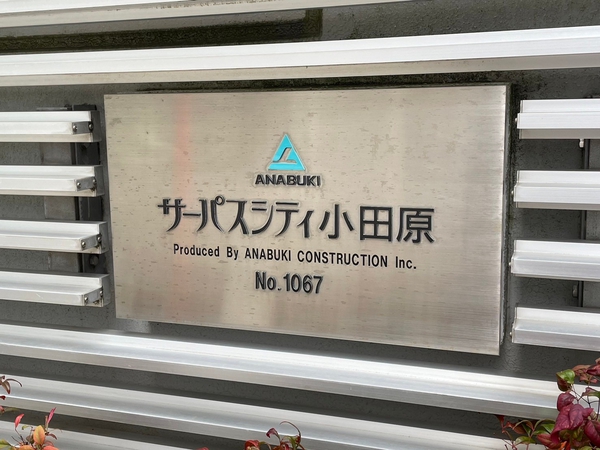 ANABUKI
サーパスシティ小田原
Produced By ANABUKI CONSTRUCTION Inc.
No.1067